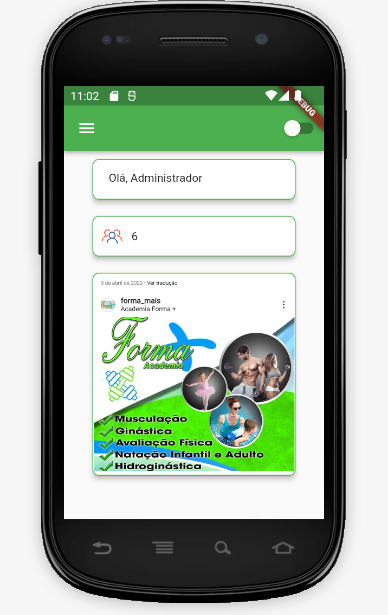 11:02
DEBUG
Olá, Administrador
6
9 de abril de 2022 · Ver tradução
forma_mais
Academia Forma +
Forma
Academia
Musculação
Ginástica
Avaliação Física
Natação Infantil e Adulto
Hidroginástica